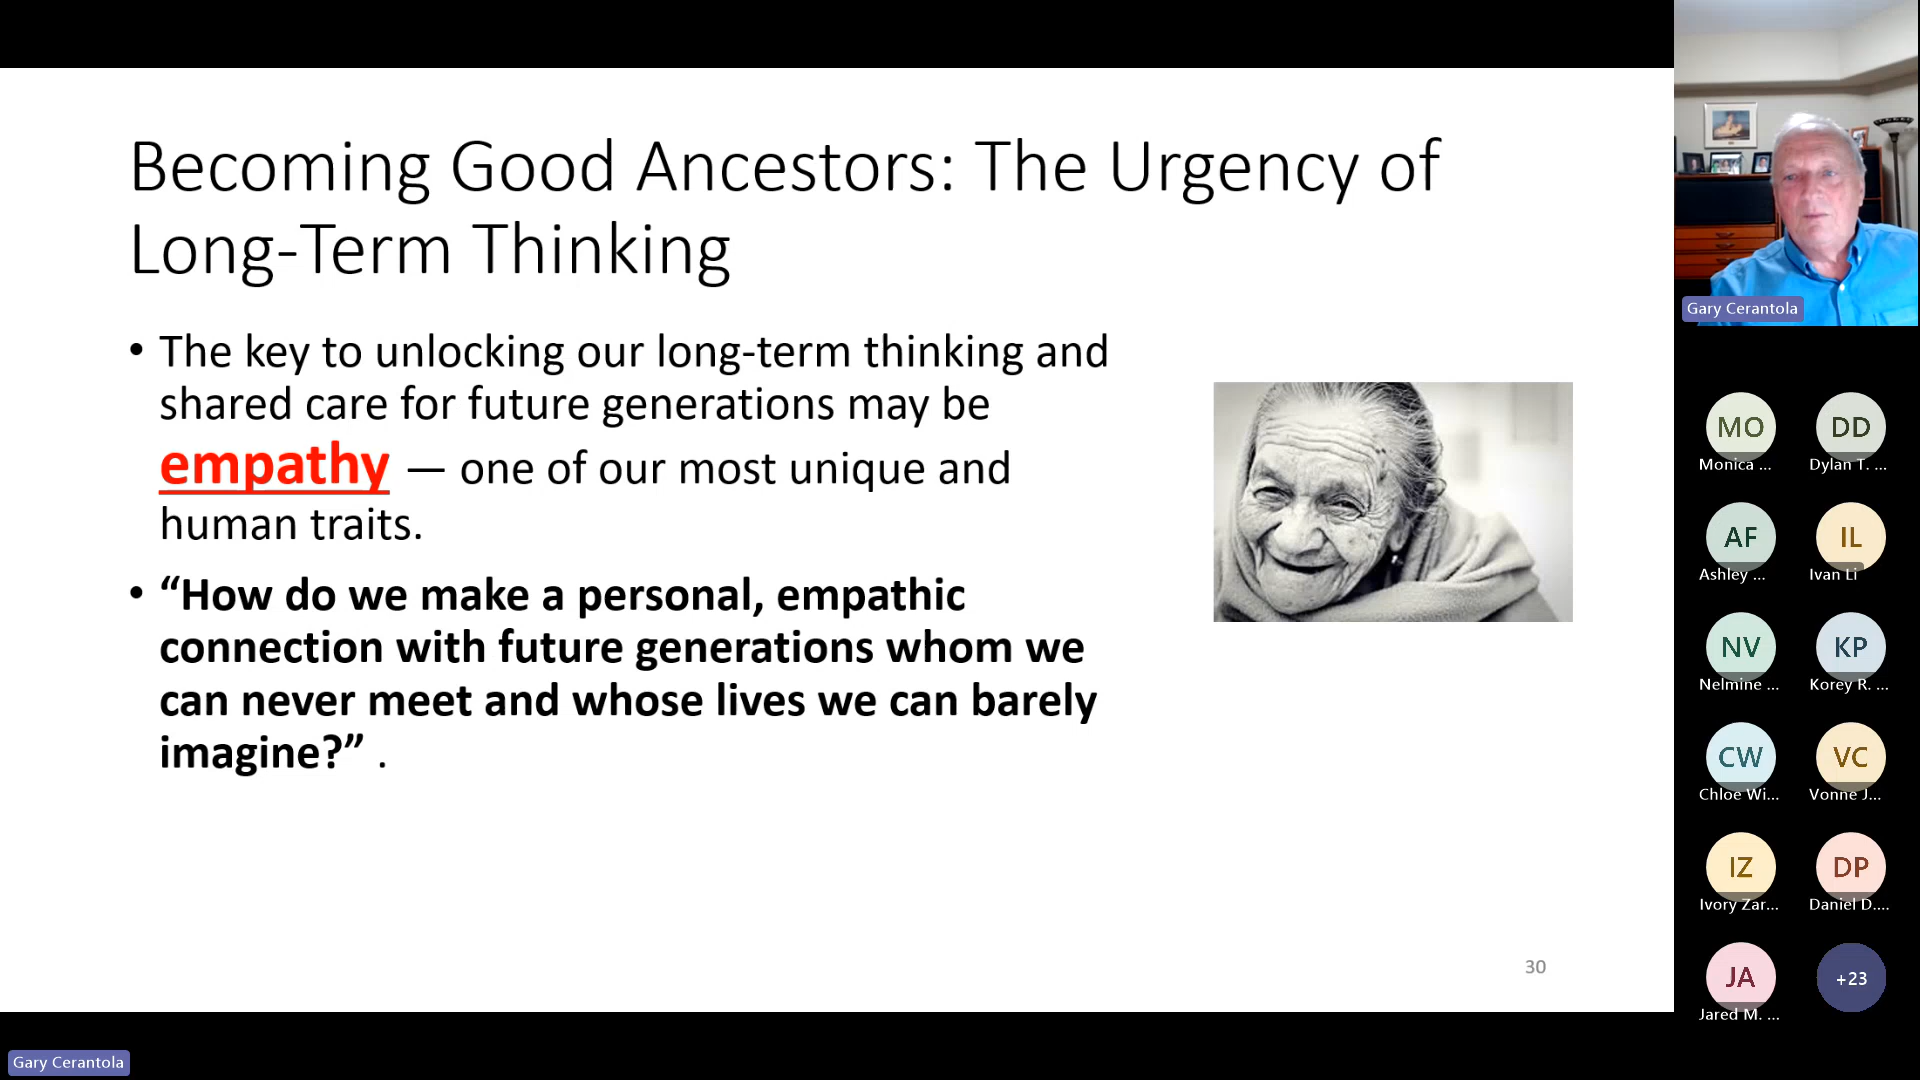 Becoming Good Ancestors: The Urgency of
Long-Term Thinking
• The key to unlocking our long-term thinking and
shared care for future generations may be
empathy — one of our most unique and
human traits.
• “How do we make a personal, empathic
connection with future generations whom we
can never meet and whose lives we can barely
imagine?” .
30
Gary Cerantola
Gary Cerantola
MO
Monica ...
DD
Dylan T. ...
AF
Ashley ...
IL
Ivan Li
NV
Nelmine ...
KP
Korey R. ...
CW
Chloe Wi...
VC
Vonne J...
IZ
Ivory Zar...
DP
Daniel D....
JA
Jared M. ...
+23